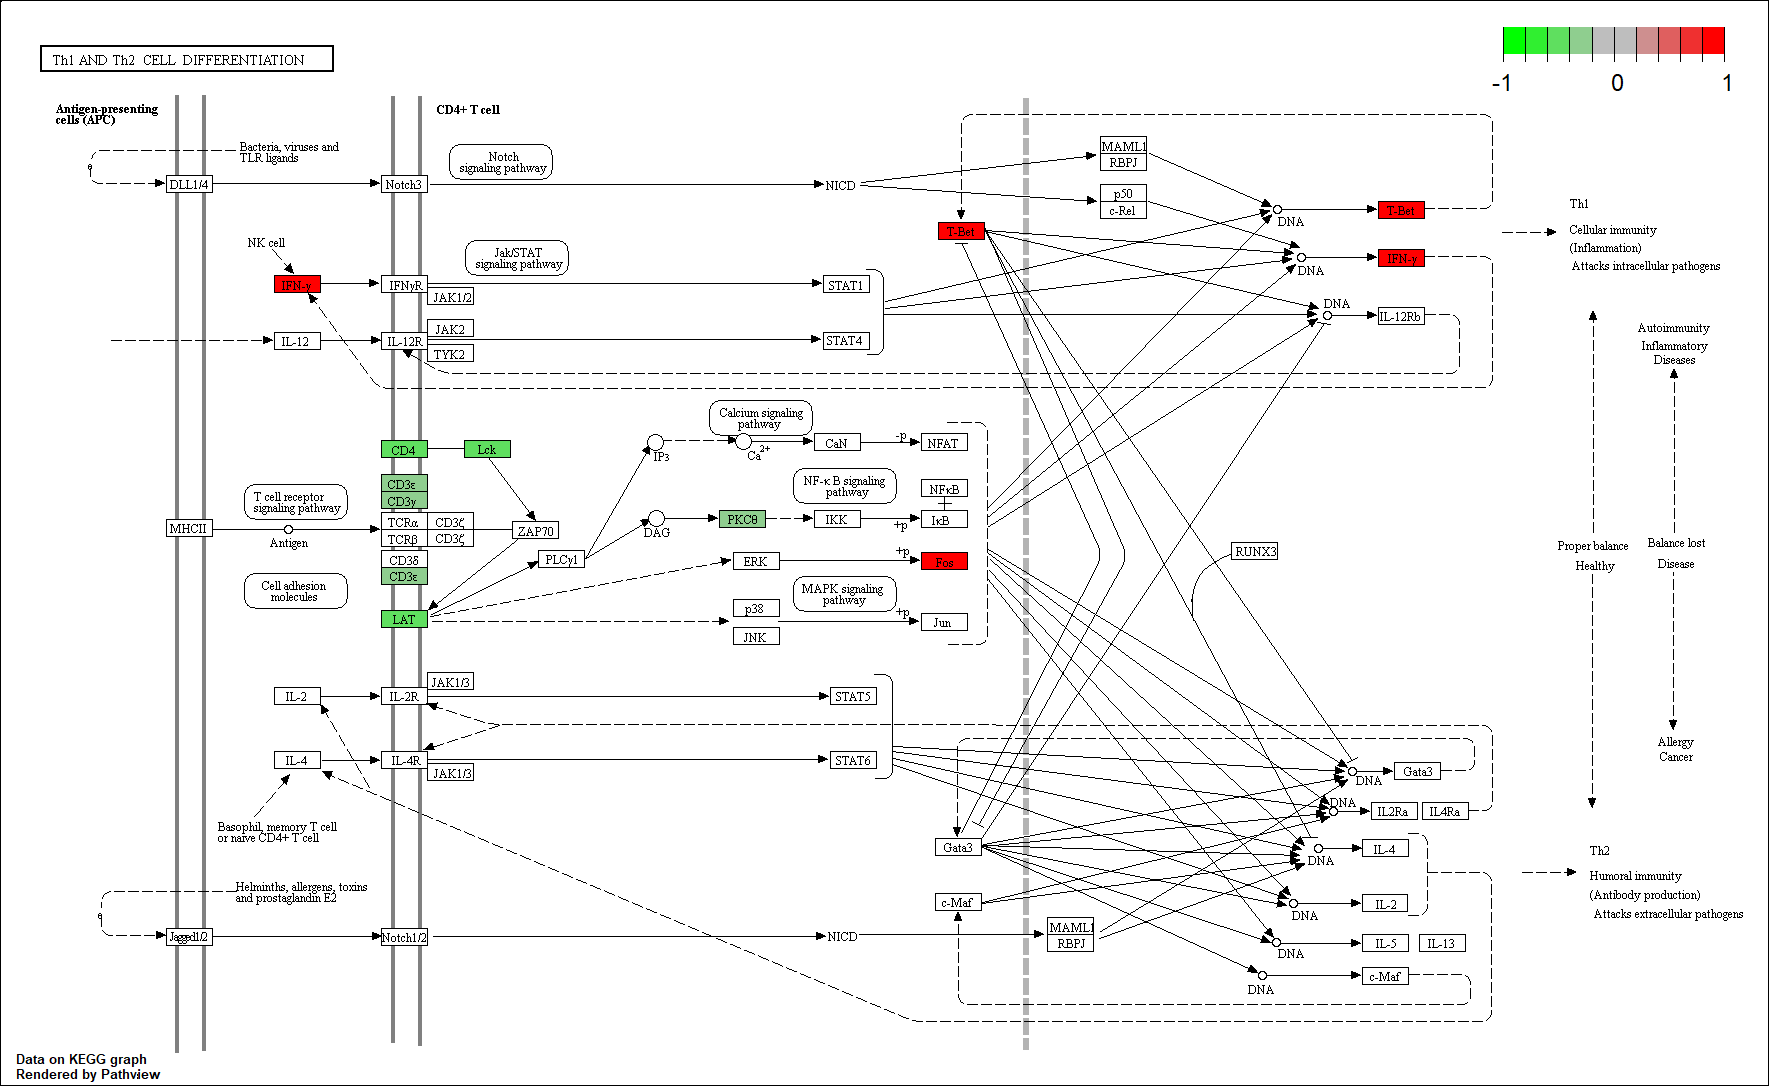 Th1 AND Th2 CELL DIFFERENTIATION
-1 0 1
Antigen-presenting
cells (APC)
CD4+ T cell
Bacteria, viruses and
TLR ligands
e
DLL1/4
Notch3
Notch
signaling pathway
NICD
MAML1
RBPJ
p50
c-Rel
DNA
T-Bet
T-Bet
Th1
Cellular immunity
(Inflammation)
Attacks intracellular pathogens
NK cell
IFN-γ
IFNγR
JAK1/2
Jak/STAT
signaling pathway
STAT1
DNA
IFN-γ
IL-12
IL-12R
JAK2
TYK2
STAT4
DNA
IL-12Rb
Autoimmunity
Inflammatory
Diseases
CD4
Lck
CD3ε
CD3γ
T cell receptor
signaling pathway
MHCII
Antigen
TCRα
CD3ζ
TCRβ
CD3ζ
CD3δ
CD3ε
ZAP70
Cell adhesion
molecules
LAT
PLCγ1
IP3
Calcium signaling
pathway
Ca2+
CaN
-p
NFAT
NF-κB signaling
pathway
NFκB
DAG
PKCθ
IKK
+p
IκB
ERK
+p
Fos
MAPK signaling
pathway
p38
JNK
+p
Jun
RUNX3
Proper balance
Healthy
Balance lost
Disease
IL-2
IL-2R
JAK1/3
STAT5
IL-4
IL-4R
JAK1/3
STAT6
Basophil, memory T cell
or naive CD4+ T cell
DNA
Gata3
DNA
IL2Ra
IL4Ra
Allergy
Cancer
Gata3
DNA
IL-4
Th2
Humoral immunity
(Antibody production)
Attacks extracellular pathogens
c-Maf
DNA
IL-2
Helminths, allergens, toxins
and prostaglandin E2
e
Jagged1/2
Notch1/2
NICD
MAML1
RBPJ
DNA
IL-5
IL-13
DNA
c-Maf
Data on KEGG graph
Rendered by Pathview